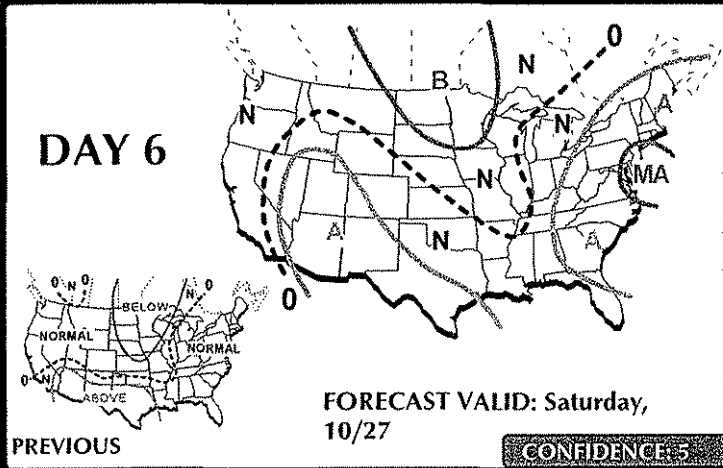 0
N
B
N
A
DAY 6
N
MA
N
A
N
A
0
0 N 0
0
BELOW
NORMAL
NORMAL
0 N
ABOVE
FORECAST VALID: Saturday,
10/27
PREVIOUS
CONFIDENCE: 5